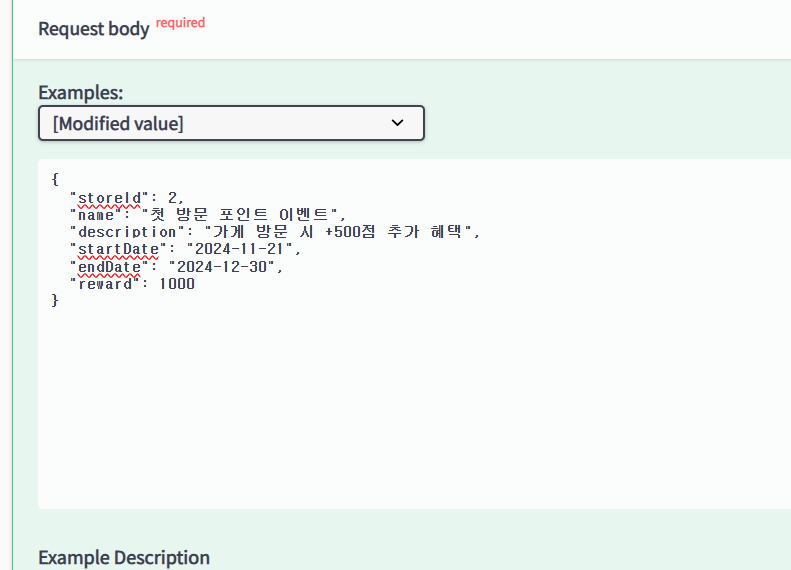 Request body required
Examples:
[Modified value]
{
"storeId": 2,
"name": "첫 방문 포인트 이벤트",
"description": "가게 방문 시 +500점 추가 혜택",
"startDate": "2024-11-21",
"endDate": "2024-12-30",
"reward": 1000
}
Example Description